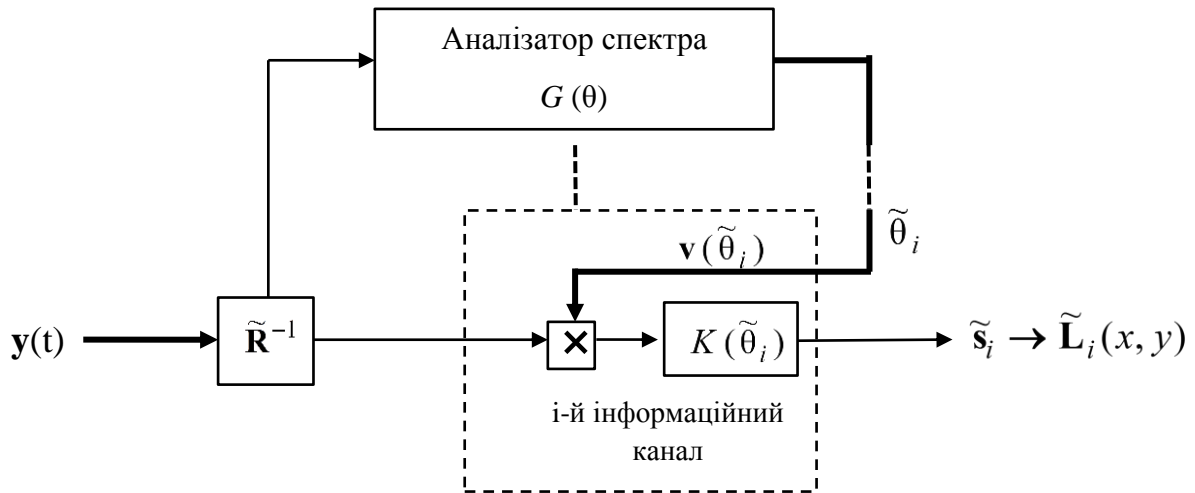 Аналізатор спектра
G (θ)
θ̃ᵢ
v(θ̃ᵢ)
y(t)
R̃⁻¹
×
K(θ̃ᵢ)
s̃ᵢ → L̃ᵢ(x, y)
і-й інформаційний
канал